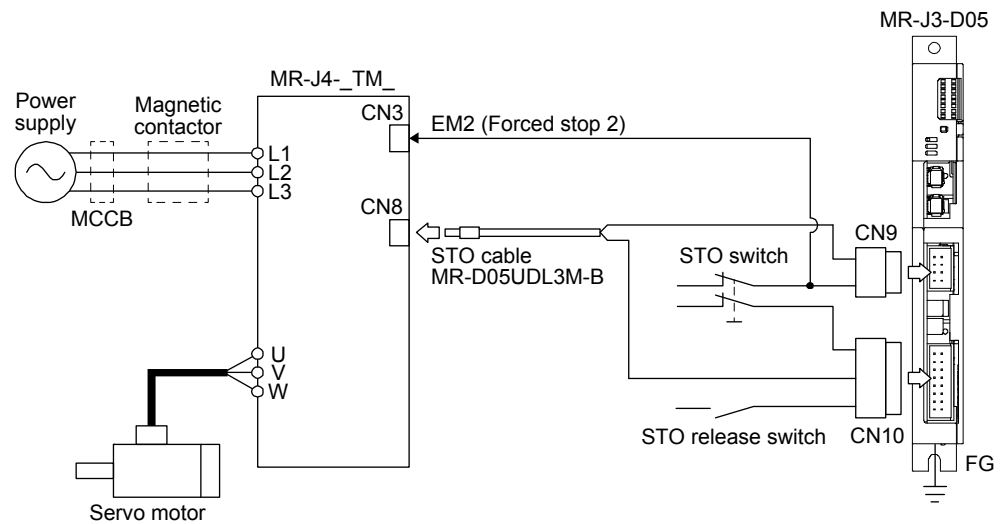 MR-J3-D05
MR-J4-_TM_
Power
supply
Magnetic
contactor
CN3
EM2 (Forced stop 2)
L1
L2
L3
MCCB
CN8
STO cable
MR-D05UDL3M-B
STO switch
CN9
U
V
W
STO release switch
CN10
FG
Servo motor